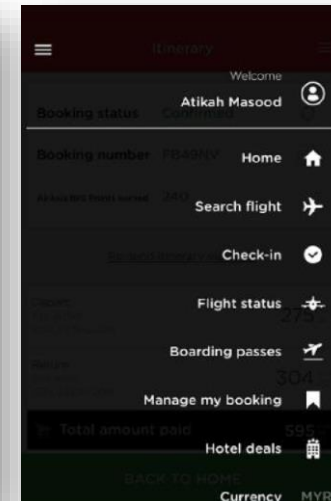 Itinerary
Welcome
Atikah Masood
Booking status Confirmed
Booking number
Home
Search flight
Check-in
Flight status
275
Boarding passes
304
Manage my booking
Total amount paid 595
Hotel deals
BACK TO HOME
Currency MYR